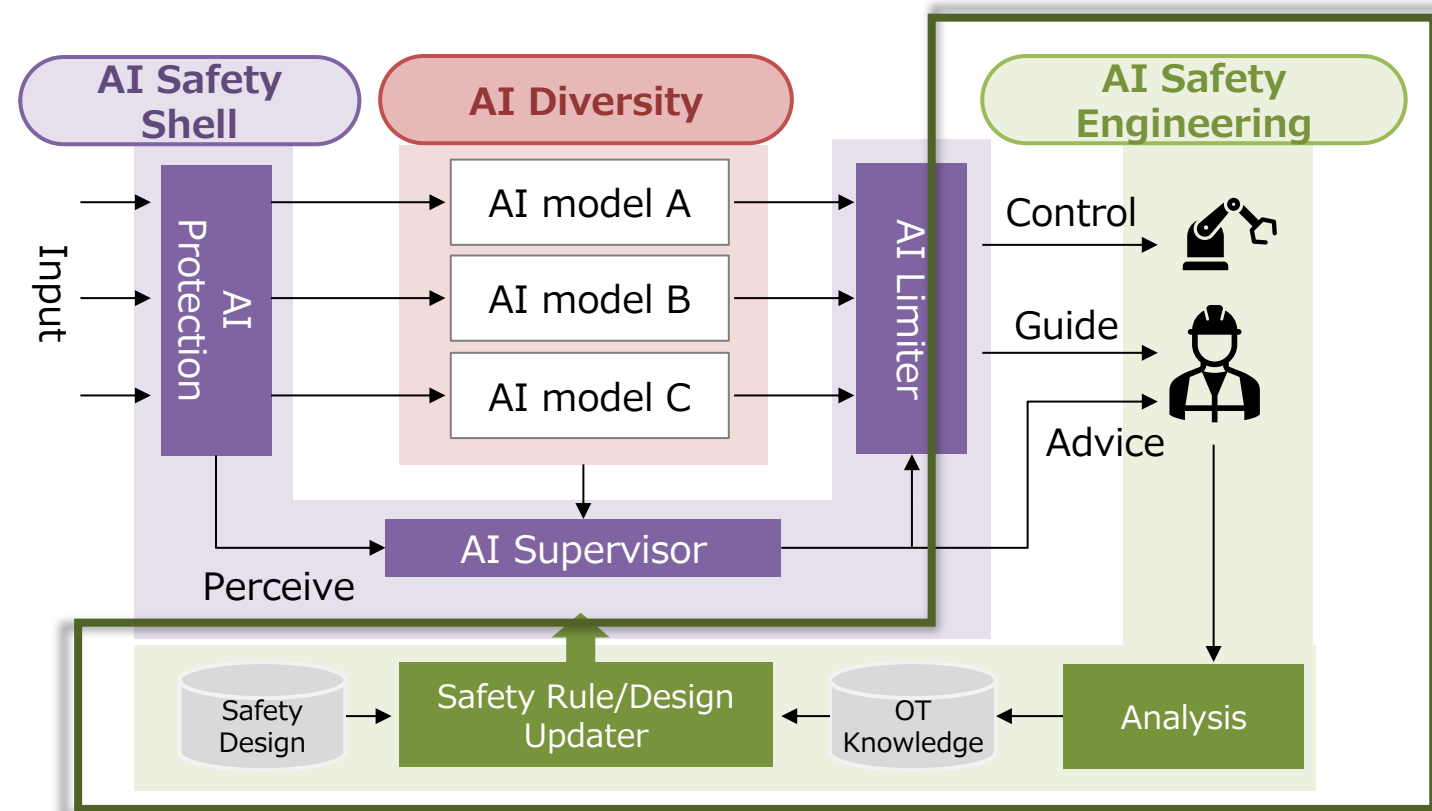 AI Safety
Shell
AI Diversity
AI Safety
Engineering
Input
AI
Protection
AI model A
AI model B
AI model C
AI Limiter
Control
Guide
Advice
Perceive
AI Supervisor
Safety
Design
Safety Rule/Design
Updater
OT
Knowledge
Analysis